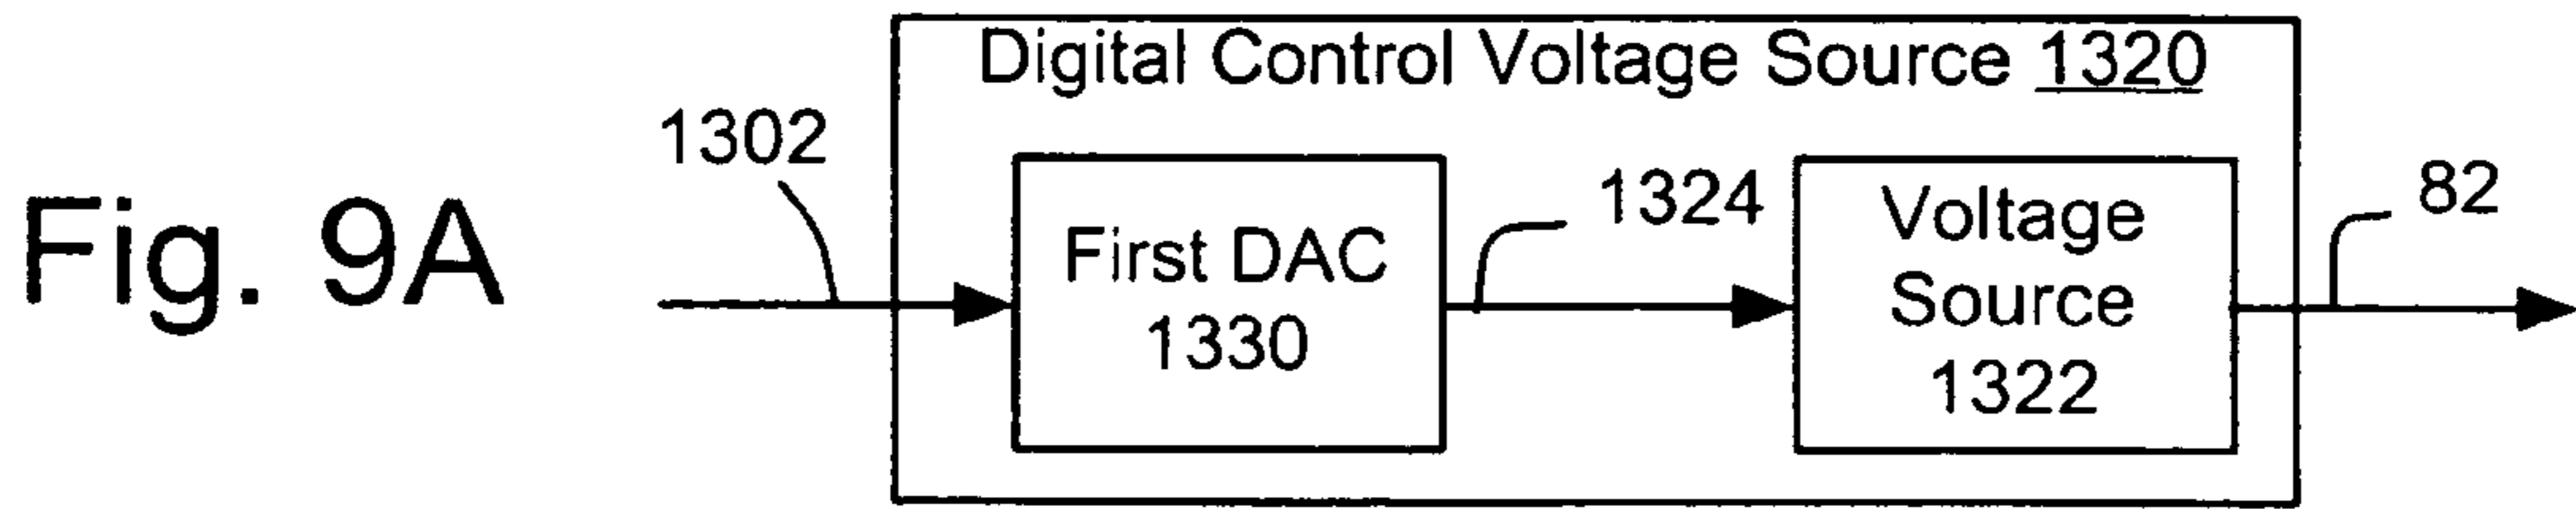 Fig. 9A
Digital Control Voltage Source 1320
1302
First DAC
1330
1324
Voltage
Source
1322
82